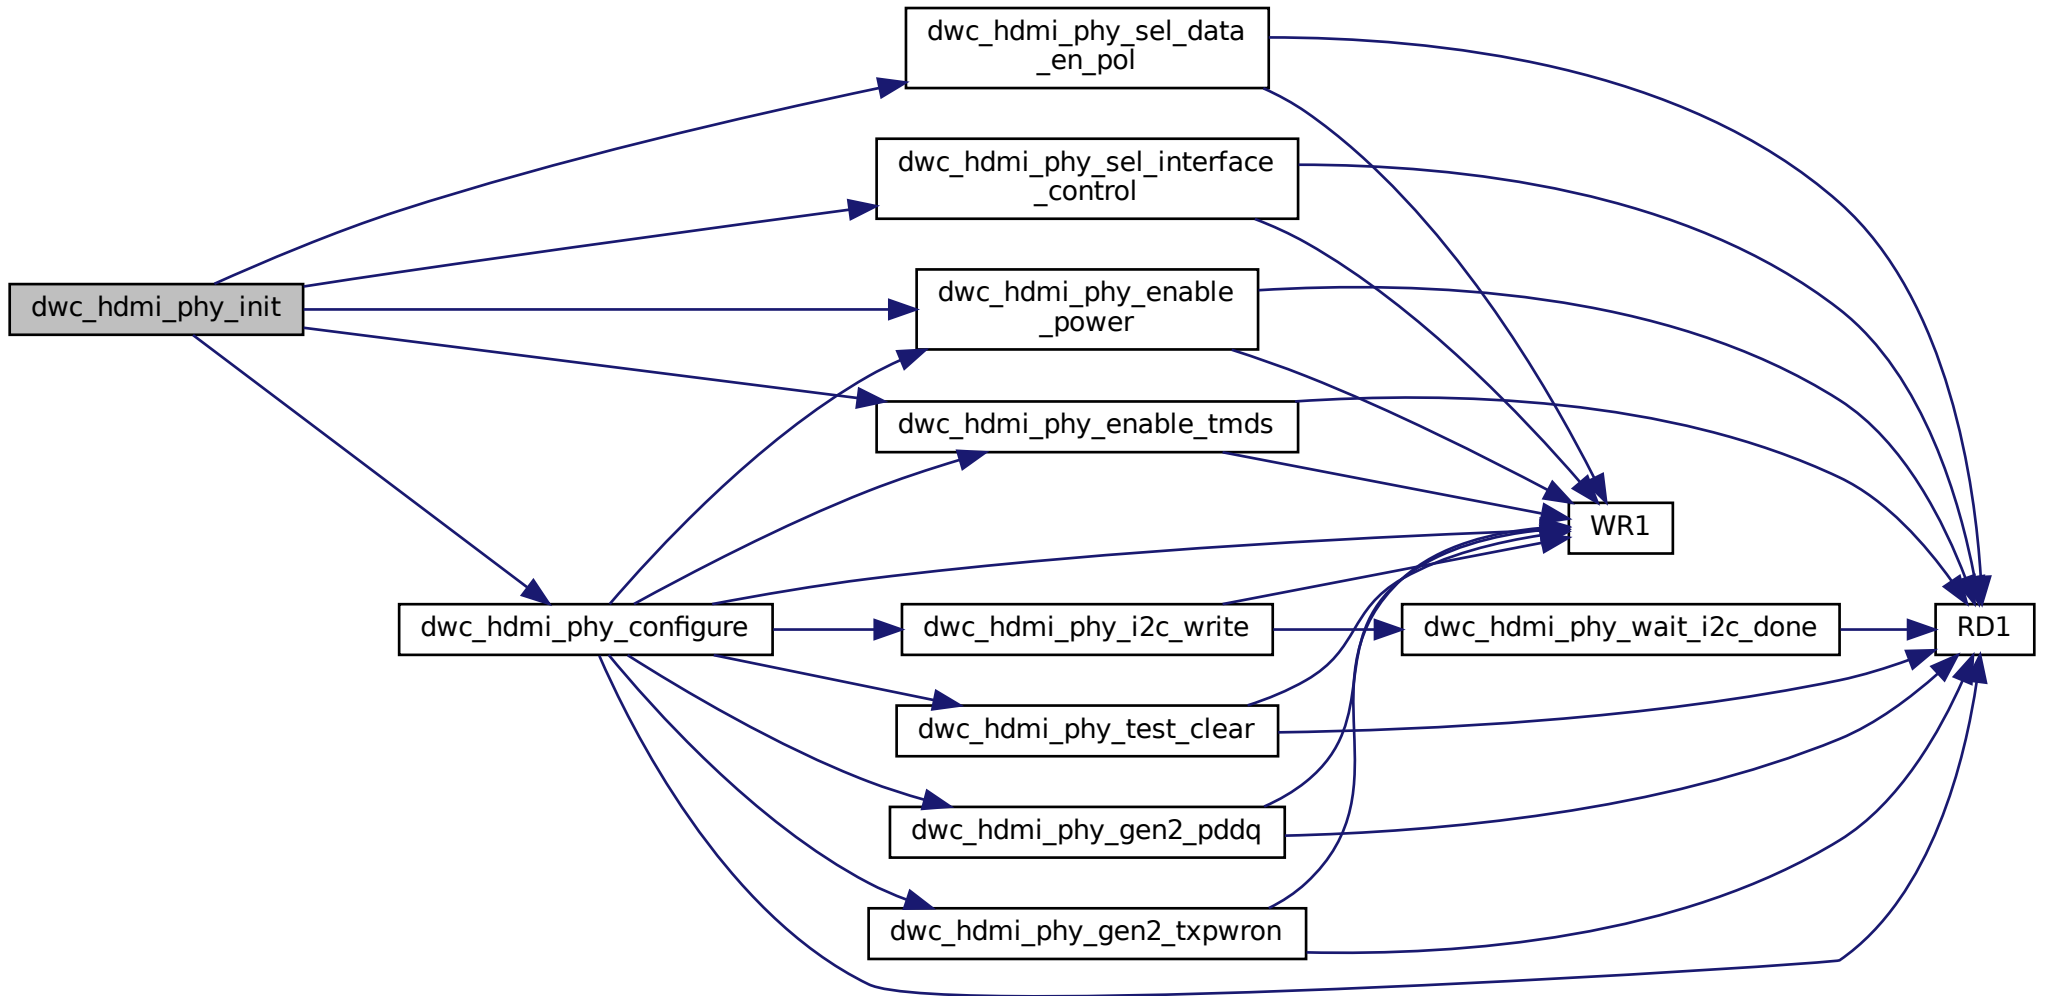 dwc_hdmi_phy_sel_data
_en_pol
dwc_hdmi_phy_sel_interface
_control
dwc_hdmi_phy_init
dwc_hdmi_phy_enable
_power
dwc_hdmi_phy_enable_tmds
WR1
dwc_hdmi_phy_configure
dwc_hdmi_phy_i2c_write
dwc_hdmi_phy_wait_i2c_done
RD1
dwc_hdmi_phy_test_clear
dwc_hdmi_phy_gen2_pddq
dwc_hdmi_phy_gen2_txpwron